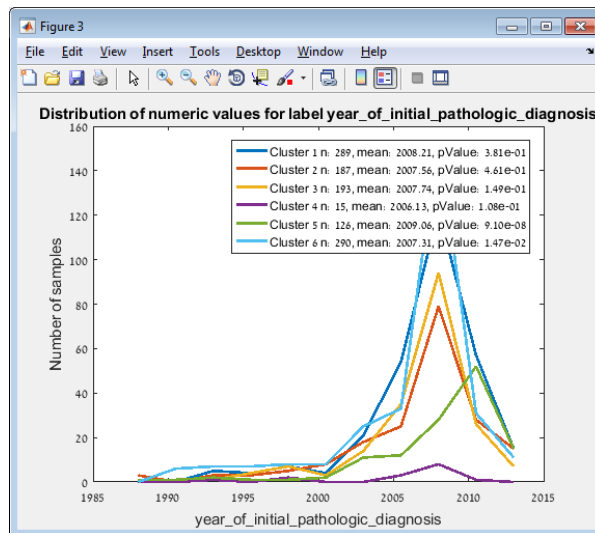 Figure 3
File Edit View Insert Tools Desktop Window Help
Distribution of numeric values for label year_of_initial_pathologic_diagnosis
160
140
120
100
80
60
40
20
0
Number of samples
Cluster 1 n: 289, mean: 2008.21, pValue: 3.81e-01
Cluster 2 n: 187, mean: 2007.56, pValue: 4.61e-01
Cluster 3 n: 193, mean: 2007.74, pValue: 1.49e-01
Cluster 4 n: 15, mean: 2006.13, pValue: 1.08e-01
Cluster 5 n: 126, mean: 2009.06, pValue: 9.10e-08
Cluster 6 n: 290, mean: 2007.31, pValue: 1.47e-02
1985 1990 1995 2000 2005 2010 2015
year_of_initial_pathologic_diagnosis